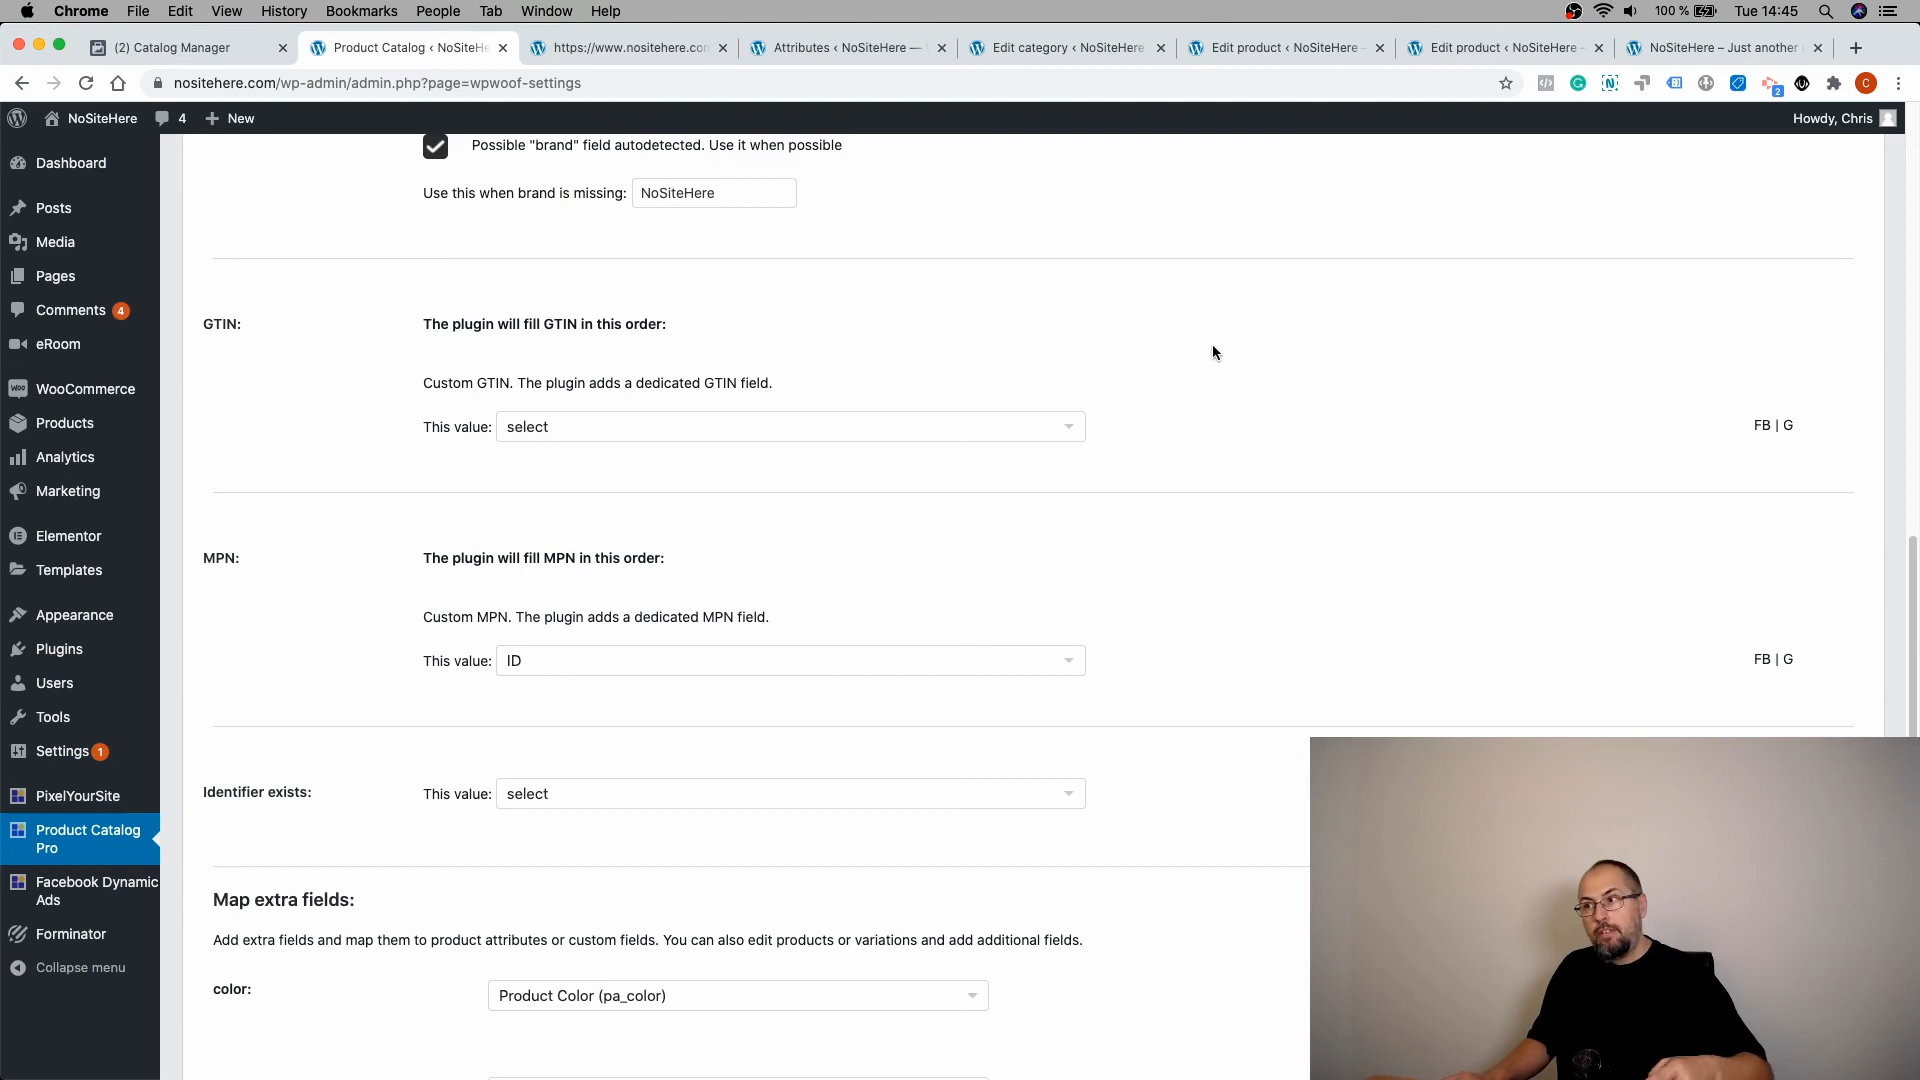 Chrome File Edit View History Bookmarks People Tab Window Help 100 % Tue 14:45
(2) Catalog Manager
Product Catalog ‹ NoSiteHe
https://www.nositehere.con
Attributes ‹ NoSiteHere —
Edit category ‹ NoSiteHere
Edit product ‹ NoSiteHere –
Edit product ‹ NoSiteHere –
NoSiteHere – Just another
nositehere.com/wp-admin/admin.php?page=wpwoof-settings
2
C
NoSiteHere 4 New Howdy, Chris
Dashboard
Posts
Media
Pages
Comments 4
eRoom
WooCommerce
Products
Analytics
Marketing
Elementor
Templates
Appearance
Plugins
Users
Tools
Settings 1
PixelYourSite
Product Catalog
Pro
Facebook Dynamic
Ads
Forminator
Collapse menu
Possible "brand" field autodetected. Use it when possible
Use this when brand is missing: NoSiteHere
GTIN: The plugin will fill GTIN in this order:
Custom GTIN. The plugin adds a dedicated GTIN field.
This value: select FB | G
MPN: The plugin will fill MPN in this order:
Custom MPN. The plugin adds a dedicated MPN field.
This value: ID FB | G
Identifier exists: This value: select
Map extra fields:
Add extra fields and map them to product attributes or custom fields. You can also edit products or variations and add additional fields.
color: Product Color (pa_color)